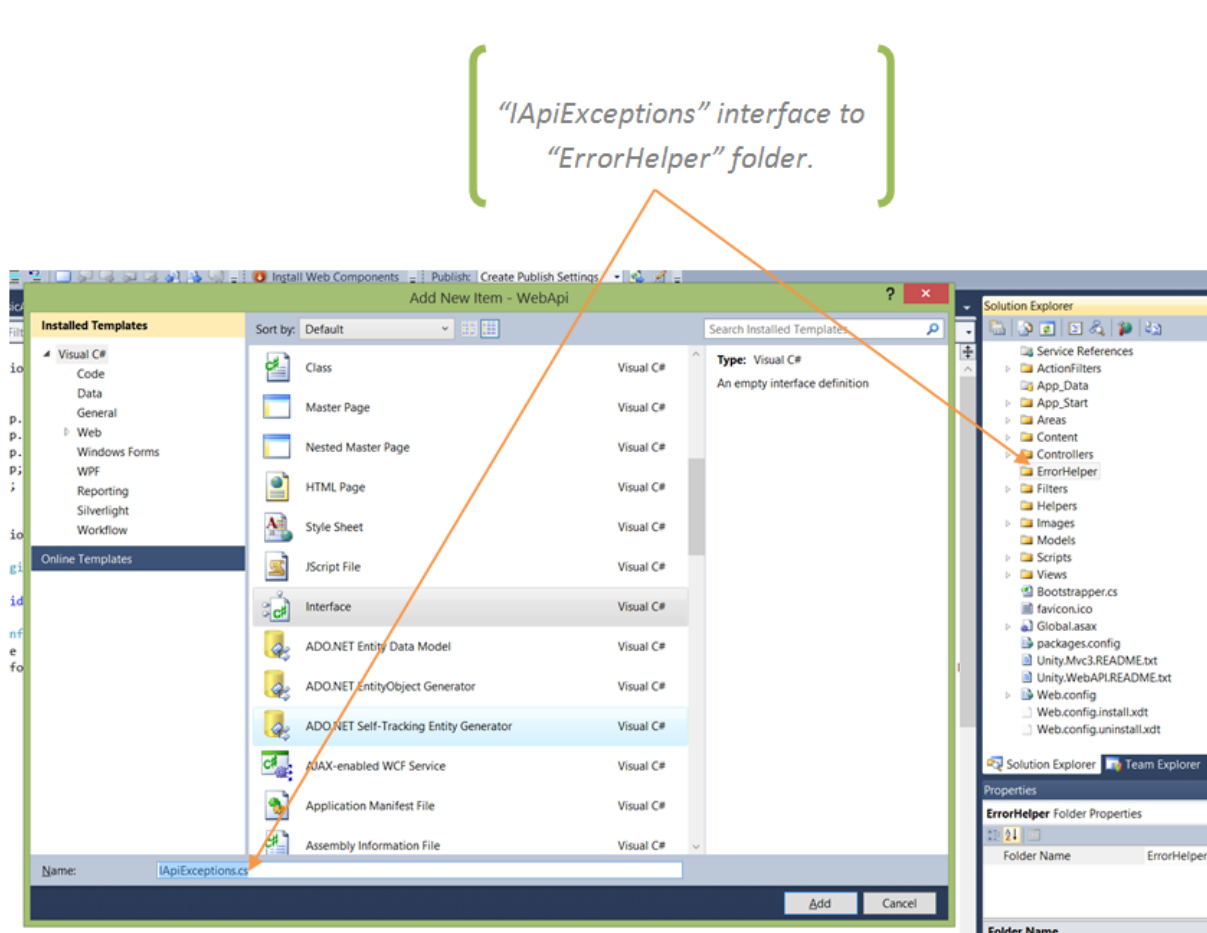 “IApiExceptions” interface to
“ErrorHelper” folder.
Install Web Components Publish: Create Publish Settings
Add New Item - WebApi
?
Installed Templates
Visual C#
Code
Data
General
Web
Windows Forms
WPF
Reporting
Silverlight
Workflow
Online Templates
Sort by: Default
Search Installed Templates
Class Visual C#
Master Page Visual C#
Nested Master Page Visual C#
HTML Page Visual C#
Style Sheet Visual C#
JScript File Visual C#
Interface Visual C#
ADO.NET Entity Data Model Visual C#
ADO.NET EntityObject Generator Visual C#
ADO.NET Self-Tracking Entity Generator Visual C#
AJAX-enabled WCF Service Visual C#
Application Manifest File Visual C#
Assembly Information File Visual C#
Type: Visual C#
An empty interface definition
Name: IApiExceptions.cs
Add Cancel
Solution Explorer
Service References
ActionFilters
App_Data
App_Start
Areas
Content
Controllers
ErrorHelper
Filters
Helpers
Images
Models
Scripts
Views
Bootstrapper.cs
favicon.ico
Global.asax
packages.config
Unity.Mvc3.README.txt
Unity.WebAPI.README.txt
Web.config
Web.config.install.xdt
Web.config.uninstall.xdt
Solution Explorer Team Explorer
Properties
ErrorHelper Folder Properties
Folder Name ErrorHelper
Folder Name